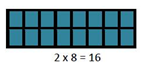 2 x 8 = 16